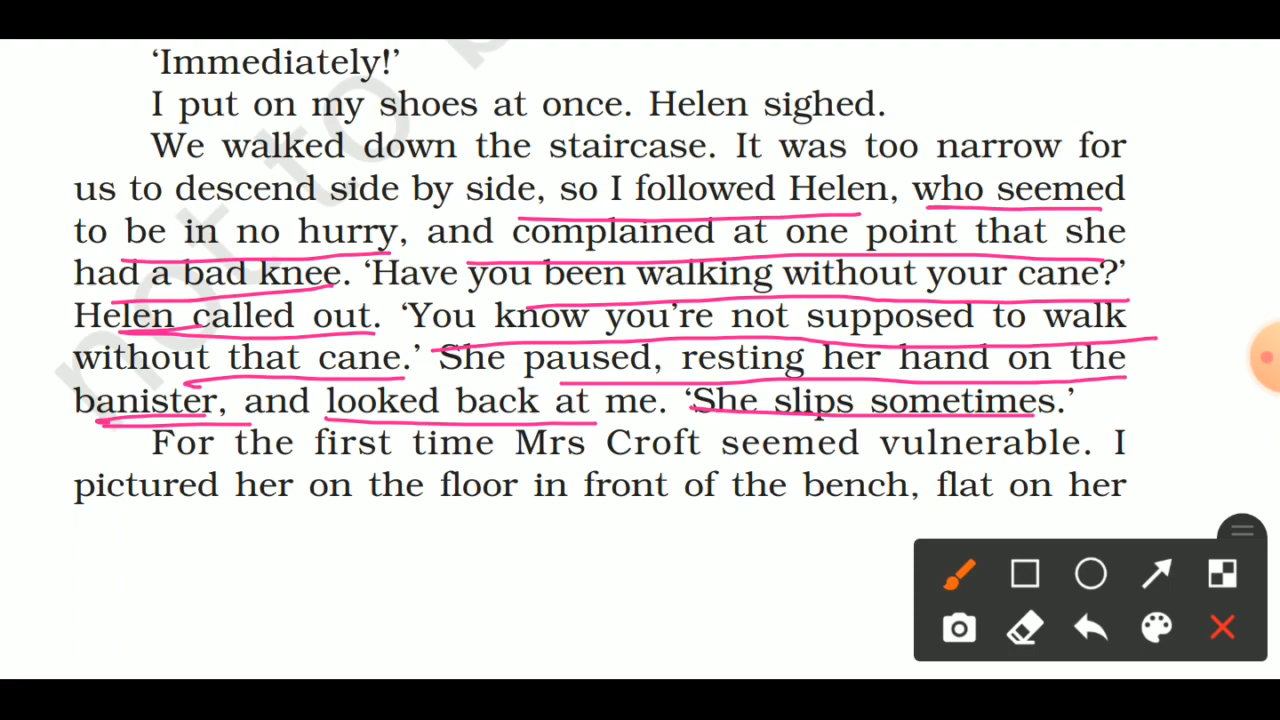 ‘Immediately!’
I put on my shoes at once. Helen sighed.
We walked down the staircase. It was too narrow for
us to descend side by side, so I followed Helen, who seemed
to be in no hurry, and complained at one point that she
had a bad knee. ‘Have you been walking without your cane?’
Helen called out. ‘You know you’re not supposed to walk
without that cane.’ She paused, resting her hand on the
banister, and looked back at me. ‘She slips sometimes.’
For the first time Mrs Croft seemed vulnerable. I
pictured her on the floor in front of the bench, flat on her
not to b